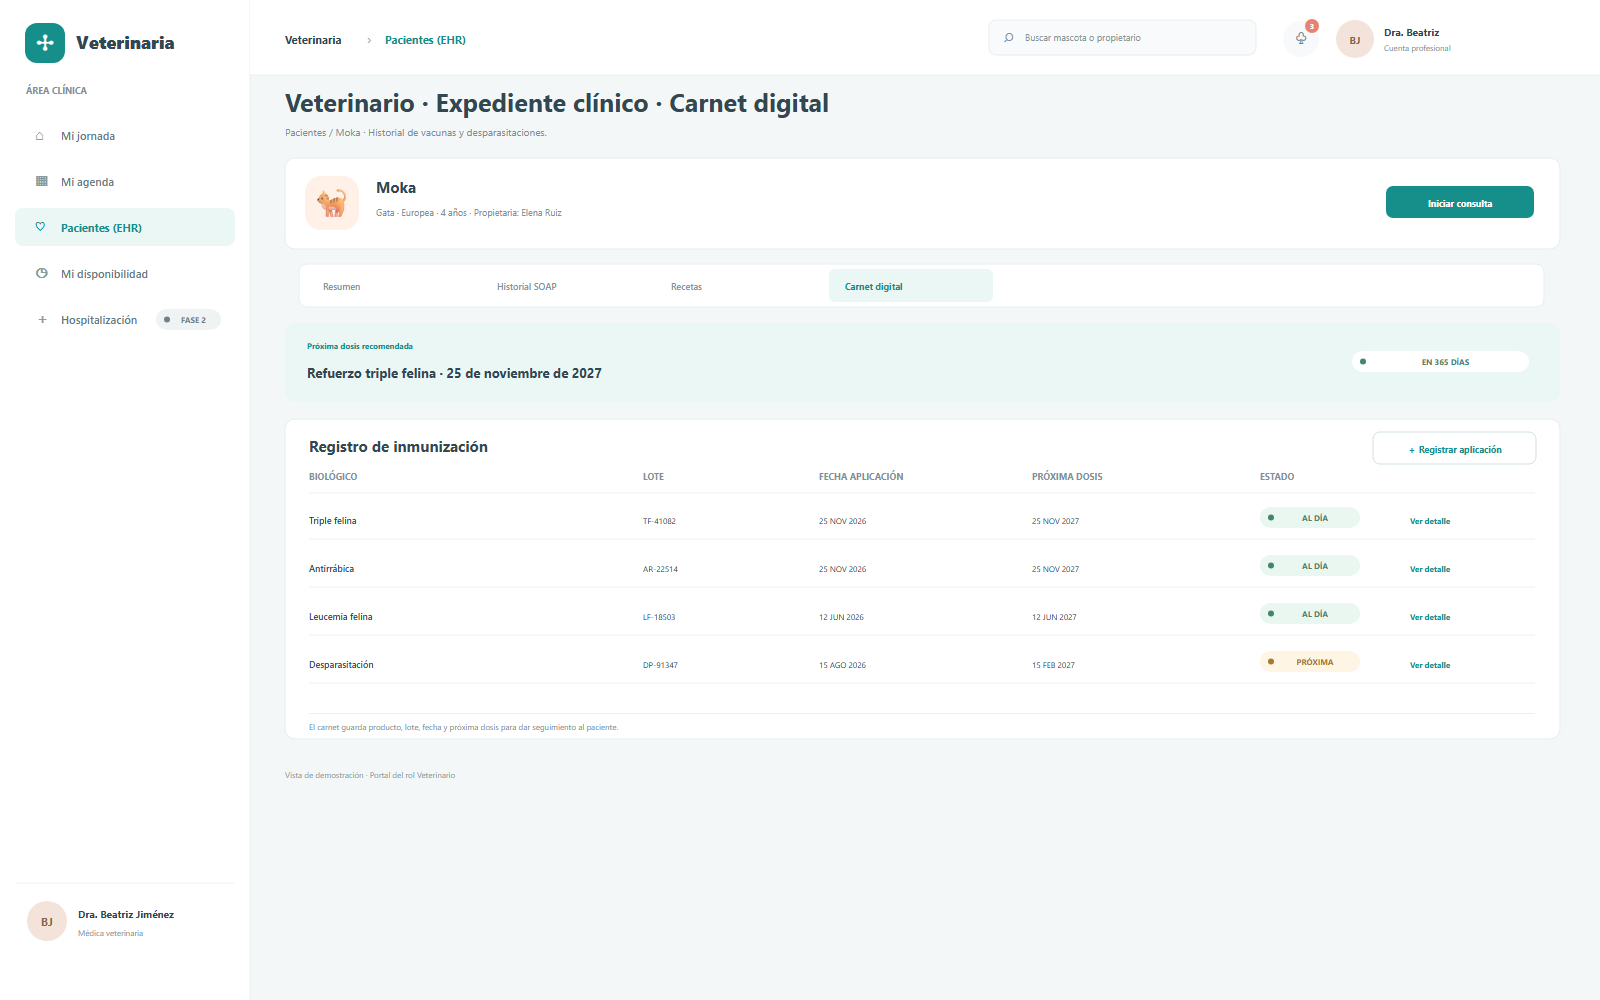 Veterinaria
ÁREA CLÍNICA
Mi jornada
Mi agenda
Pacientes (EHR)
Mi disponibilidad
Hospitalización FASE 2
Dra. Beatriz Jiménez
BJ
Médica veterinaria
Veterinaria › Pacientes (EHR)
Buscar mascota o propietario
3
BJ
Dra. Beatriz
Cuenta profesional
Veterinario · Expediente clínico · Carnet digital
Pacientes / Moka · Historial de vacunas y desparasitaciones.
Moka
Gata · Europea · 4 años · Propietaria: Elena Ruiz
Iniciar consulta
Resumen Historial SOAP Recetas Carnet digital
Próxima dosis recomendada
Refuerzo triple felina · 25 de noviembre de 2027
EN 365 DÍAS
Registro de inmunización
+ Registrar aplicación
BIOLÓGICO LOTE FECHA APLICACIÓN PRÓXIMA DOSIS ESTADO
Triple felina TF-41082 25 NOV 2026 25 NOV 2027 AL DÍA Ver detalle
Antirrábica AR-22514 25 NOV 2026 25 NOV 2027 AL DÍA Ver detalle
Leucemia felina LF-18503 12 JUN 2026 12 JUN 2027 AL DÍA Ver detalle
Desparasitación DP-91347 15 AGO 2026 15 FEB 2027 PRÓXIMA Ver detalle
El carnet guarda producto, lote, fecha y próxima dosis para dar seguimiento al paciente.
Vista de demostración · Portal del rol Veterinario